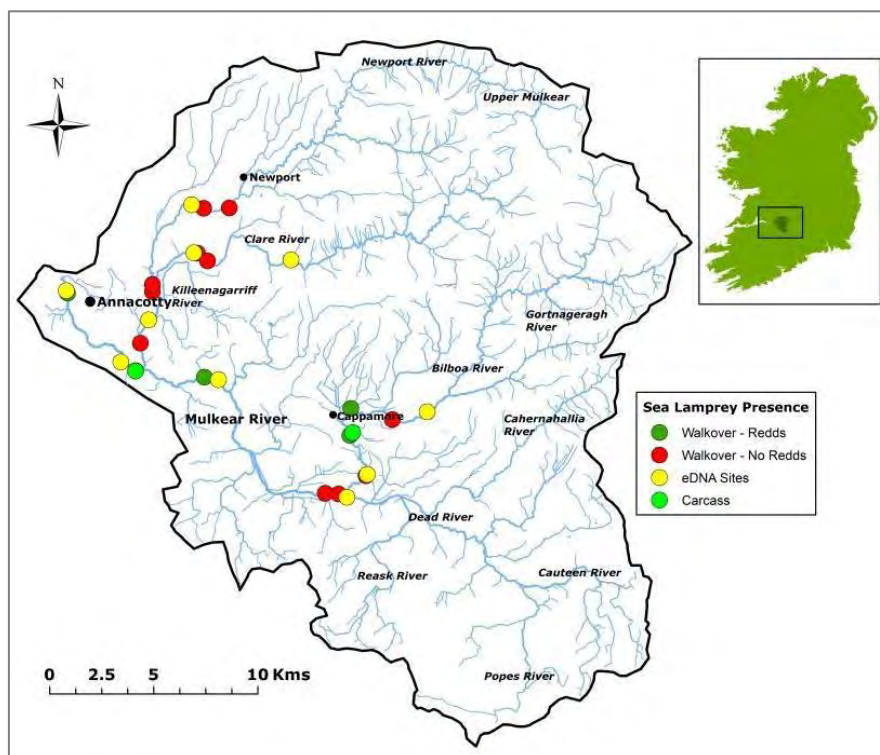 Newport River
N
Upper Mulkear
Newport
Clare River
Killeenagarriff
River
Annacotty
Gortnageragh
River
Bilboa River
Mulkear River
Cappamore
Cahernahallia
River
Sea Lamprey Presence
Walkover - Redds
Walkover - No Redds
eDNA Sites
Carcass
Dead River
Reask River
Cauteen River
0 2.5 5 10 Kms
Popes River